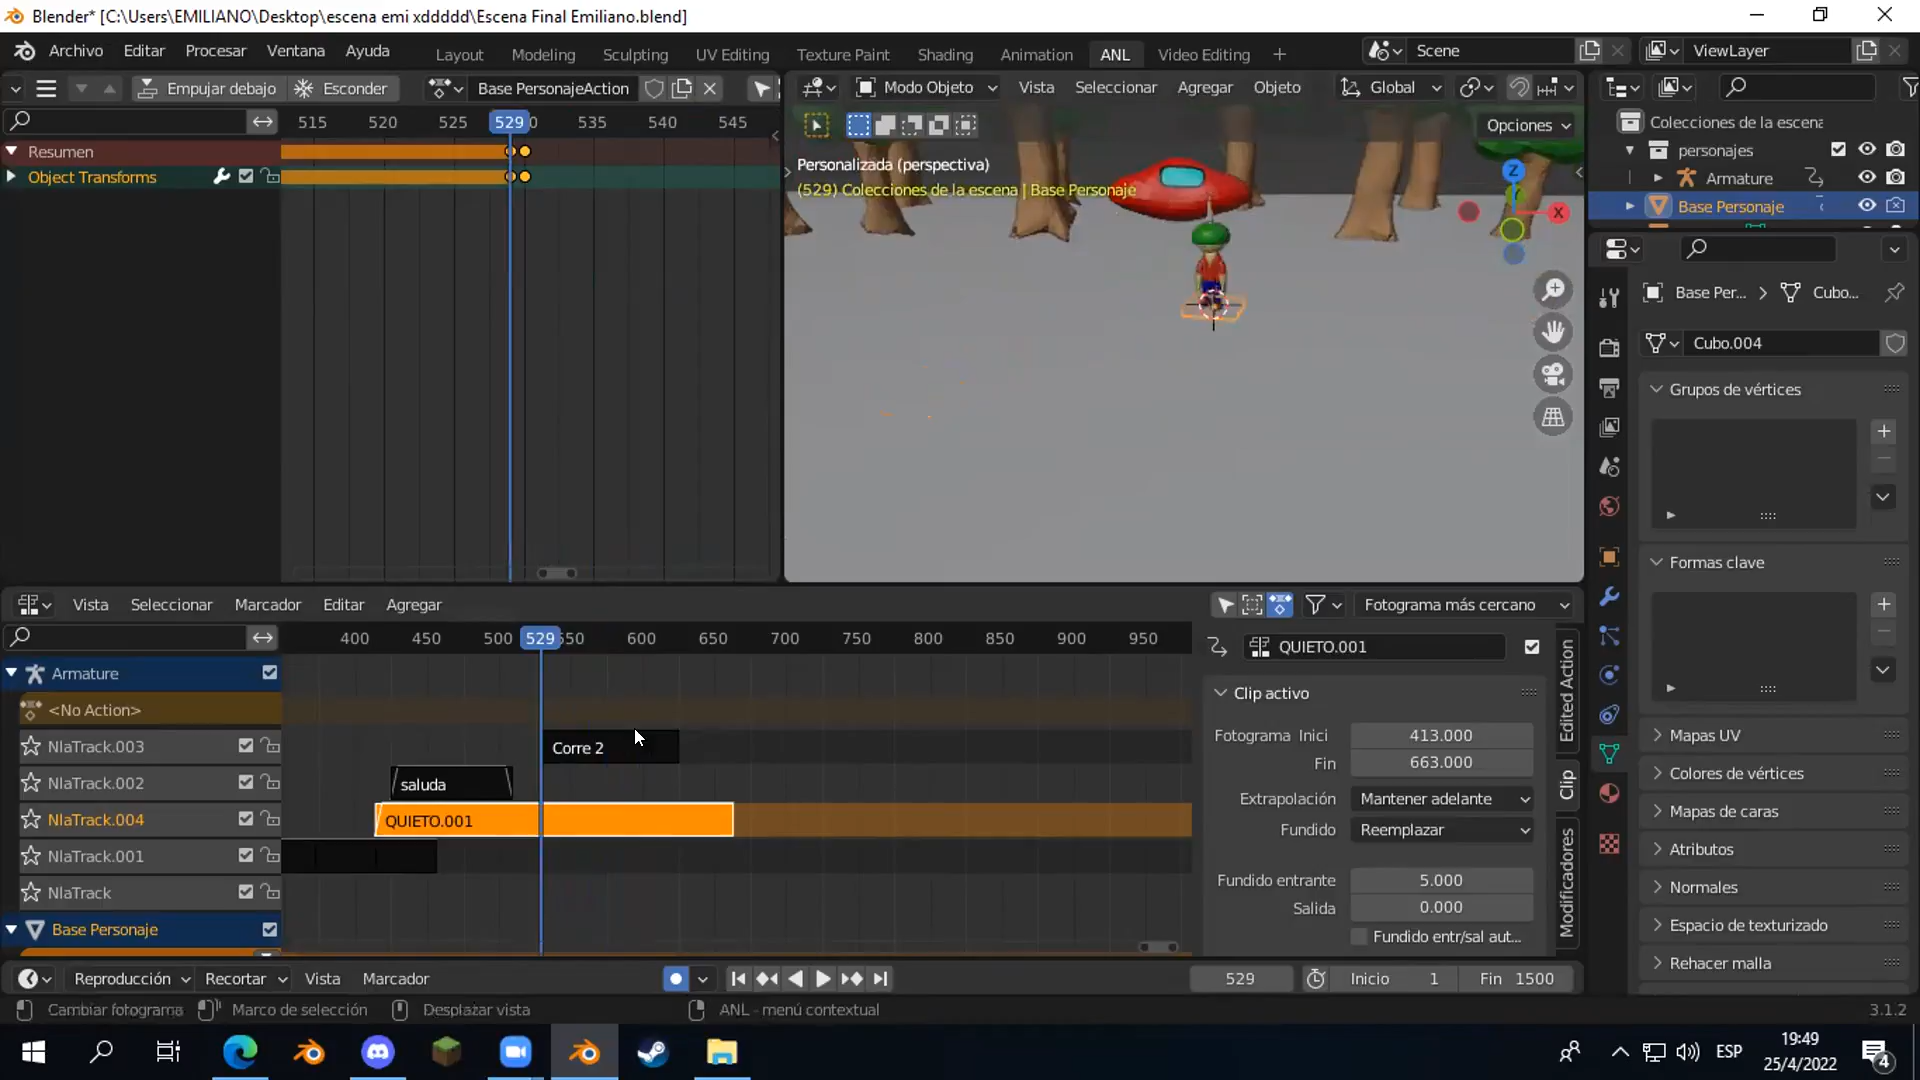 Blender* [C:\Users\EMILIANO\Desktop\escena emi xddddd\Escena Final Emiliano.blend]
Archivo Editar Procesar Ventana Ayuda Layout Modeling Sculpting UV Editing Texture Paint Shading Animation ANL Video Editing Scene ViewLayer
Empujar debajo Esconder Base PersonajeAction Modo Objeto Vista Seleccionar Agregar Objeto Global
515 520 525 529 535 540 545
Opciones
Resumen
Object Transforms
Personalizada (perspectiva)
(529) Colecciones de la escena | Base Personaje
Z
X
Colecciones de la escena
personajes
Armature
Base Personaje
Base Per... Cubo...
Cubo.004
Grupos de vértices
Formas clave
Mapas UV
Colores de vértices
Mapas de caras
Atributos
Normales
Espacio de texturizado
Rehacer malla
Vista Seleccionar Marcador Editar Agregar Fotograma más cercano
400 450 500 529 600 650 700 750 800 850 900 950
Armature
<No Action>
NlaTrack.003
NlaTrack.002
NlaTrack.004
NlaTrack.001
NlaTrack
Base Personaje
Corre 2
saluda
QUIETO.001
QUIETO.001
Clip activo
Fotograma Inici 413.000
Fin 663.000
Extrapolación Mantener adelante
Fundido Reemplazar
Fundido entrante 5.000
Salida 0.000
Fundido entr/sal aut...
Edited Action
Clip
Modificadores
Reproducción Recortar Vista Marcador 529 Inicio 1 Fin 1500
Cambiar fotograma Marco de selección Desplazar vista ANL - menú contextual 3.1.2
ESP
19:49
25/4/2022
4